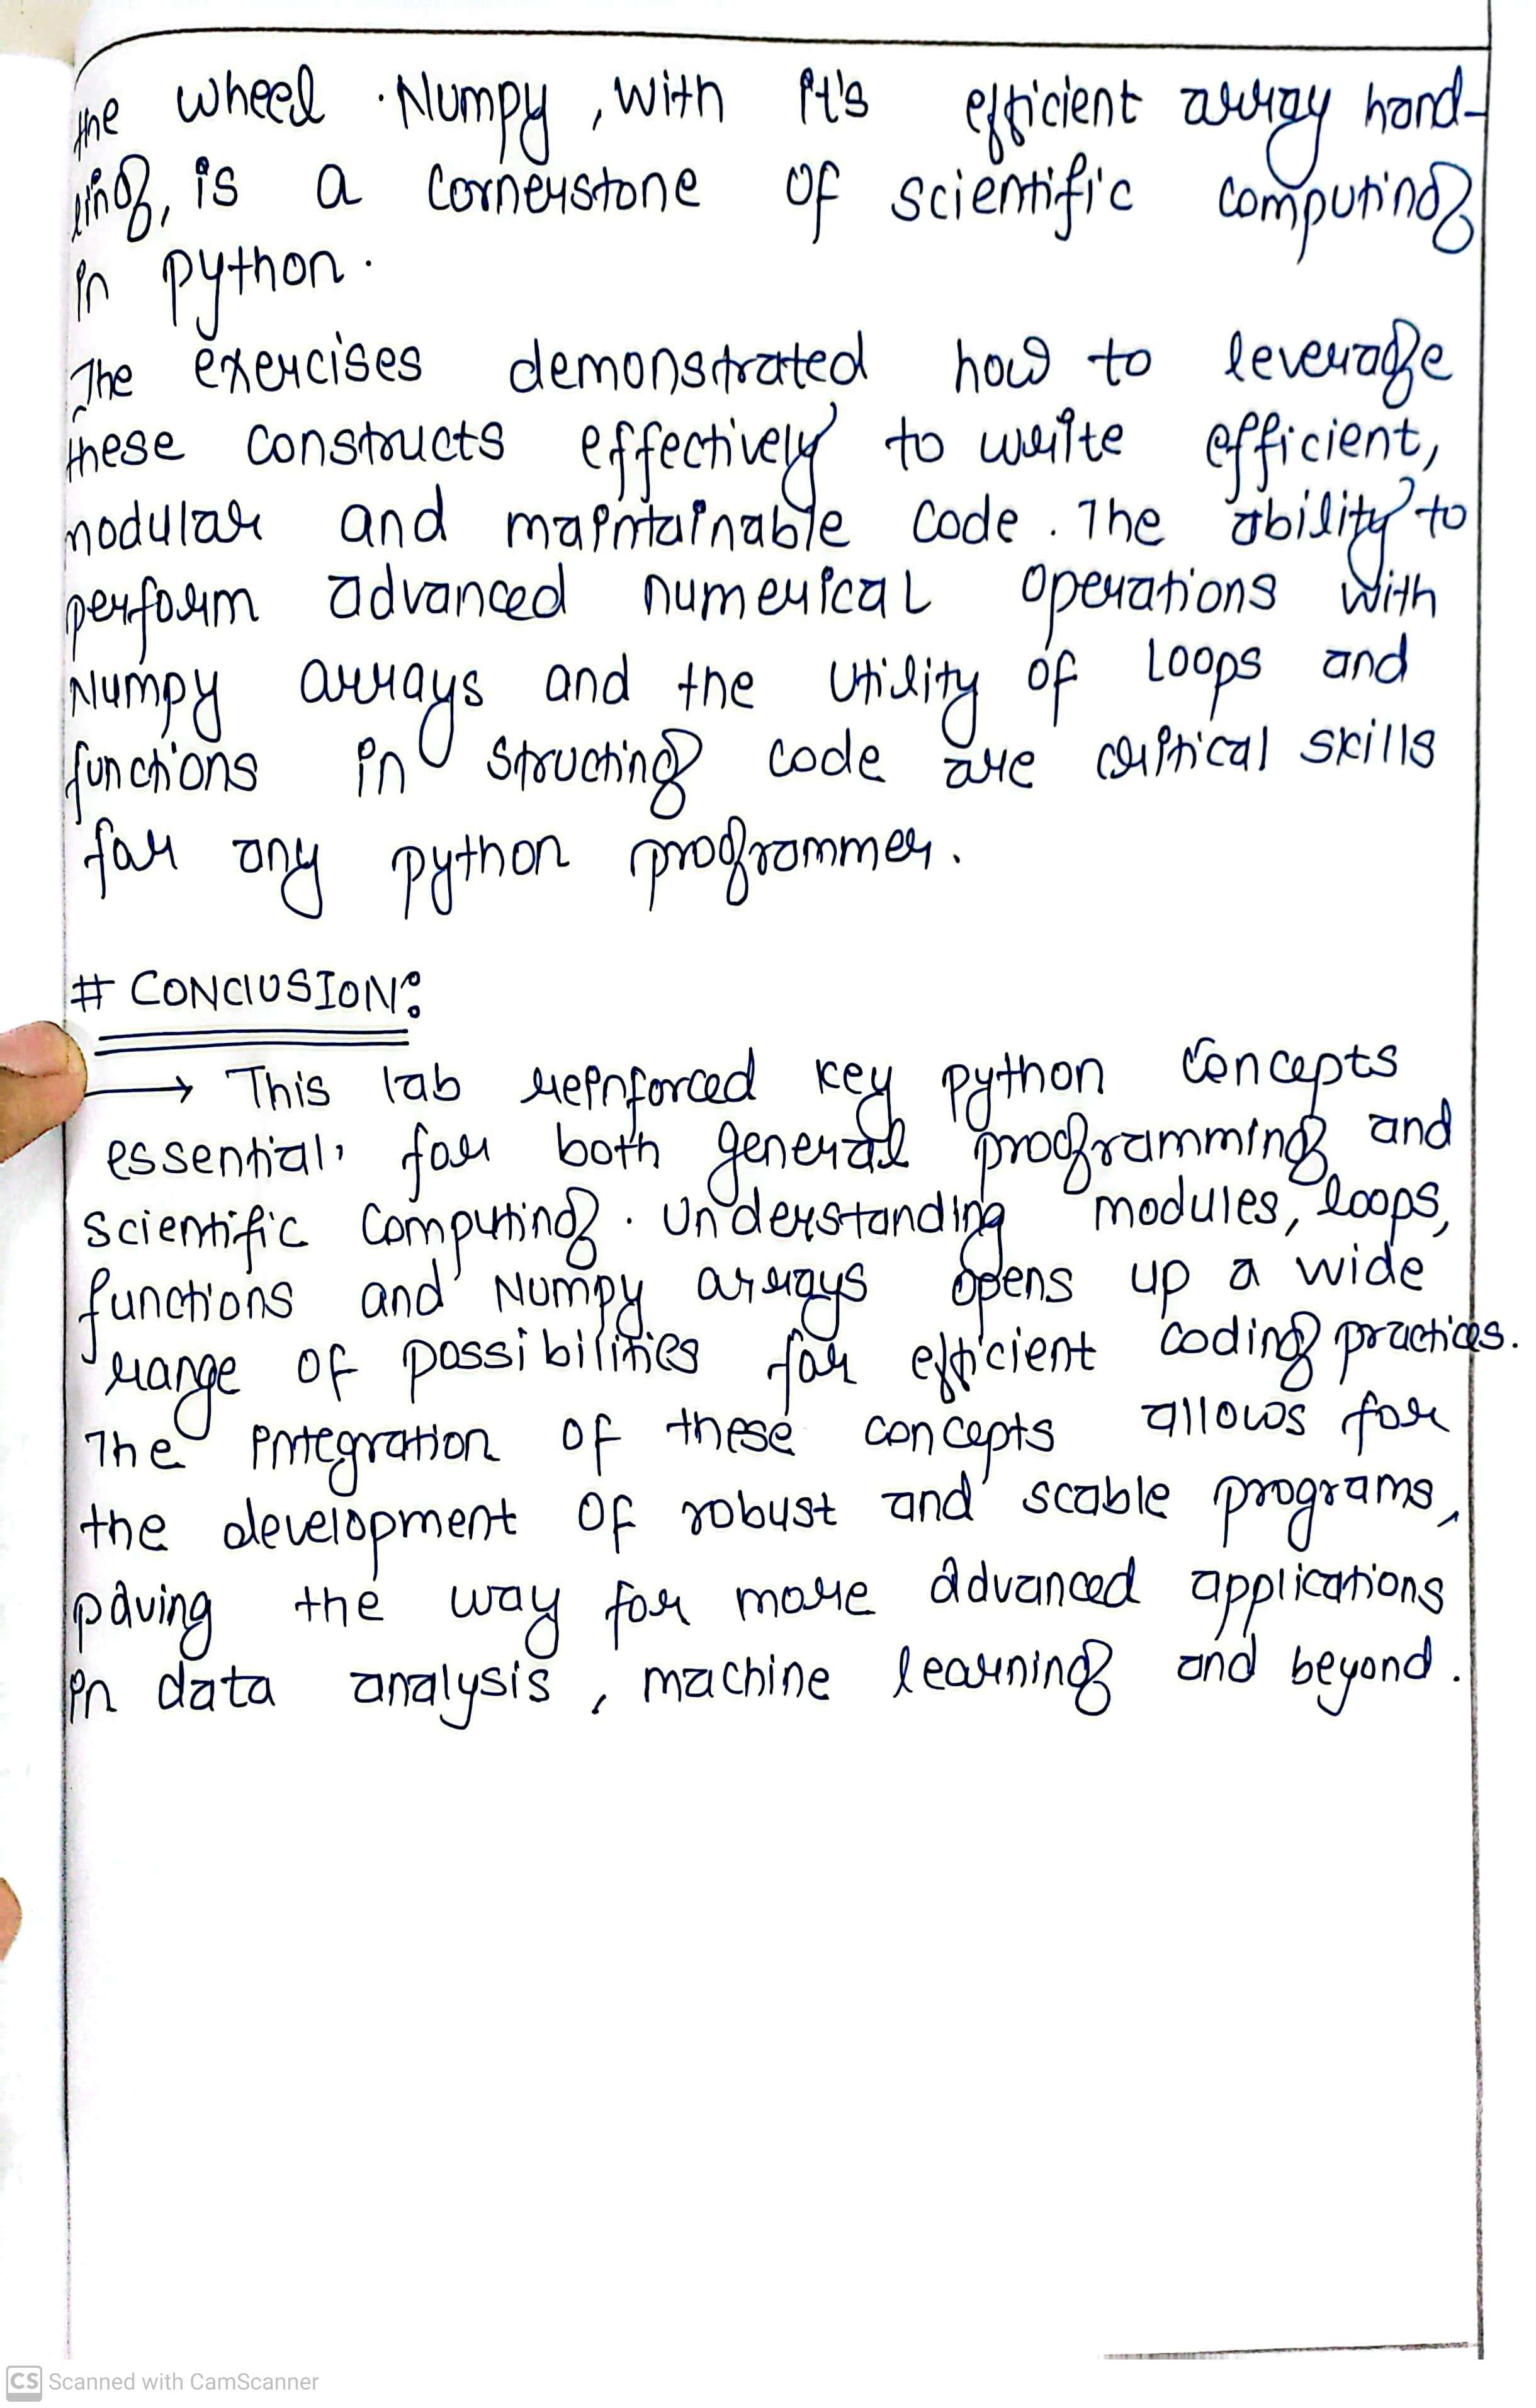 the wheel . Numpy , with it's efficient array hand-
ling, is a cornerstone of scientific computing
in python .
The exercises demonstrated how to leverage
these constructs effectively to write efficient,
modular and maintainable code . The ability to
perform advanced numerical operations with
Numpy arrays and the utility of Loops and
functions in structing code are critical skills
for any python programmer .
# CONCLUSION:
→ This lab reinforced key python concepts
essential, for both general programming and
scientific computing . Understanding modules, loops,
functions and Numpy arrays opens up a wide
range of possibilities for efficient coding practices.
The integration of these concepts allows for
the development of robust and scable programs,
paving the way for more advanced applications
in data analysis , machine learning and beyond .
CS Scanned with CamScanner